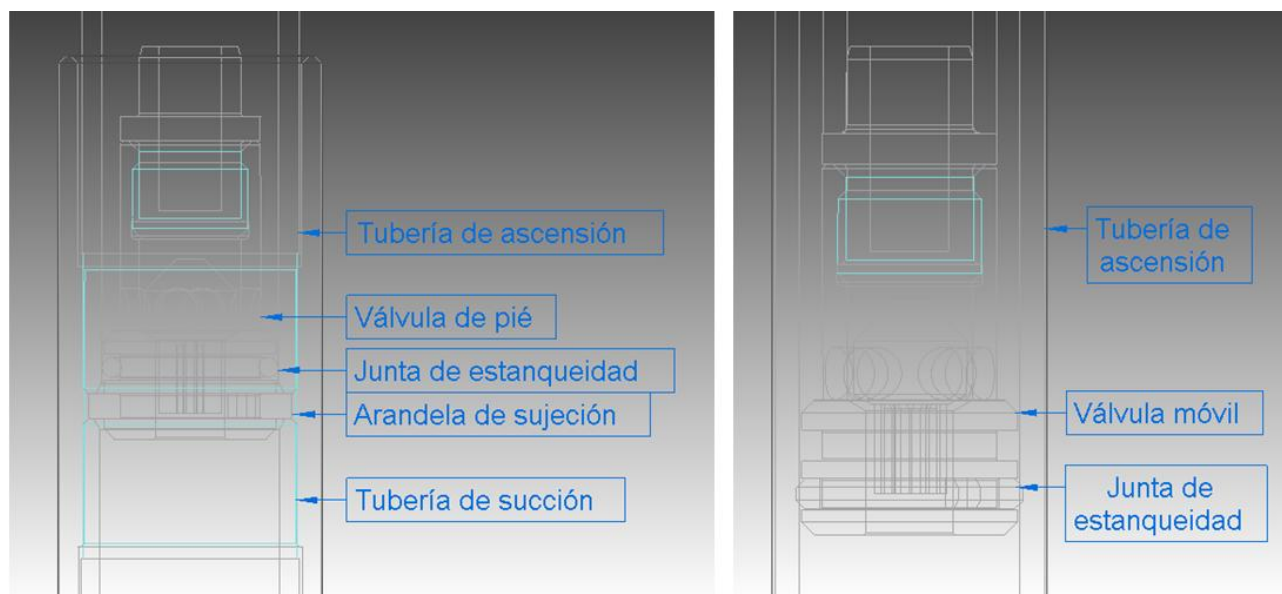 Tubería de ascensión
Válvula de pié
Junta de estanqueidad
Arandela de sujeción
Tubería de succión
Tubería de
ascensión
Válvula móvil
Junta de
estanqueidad